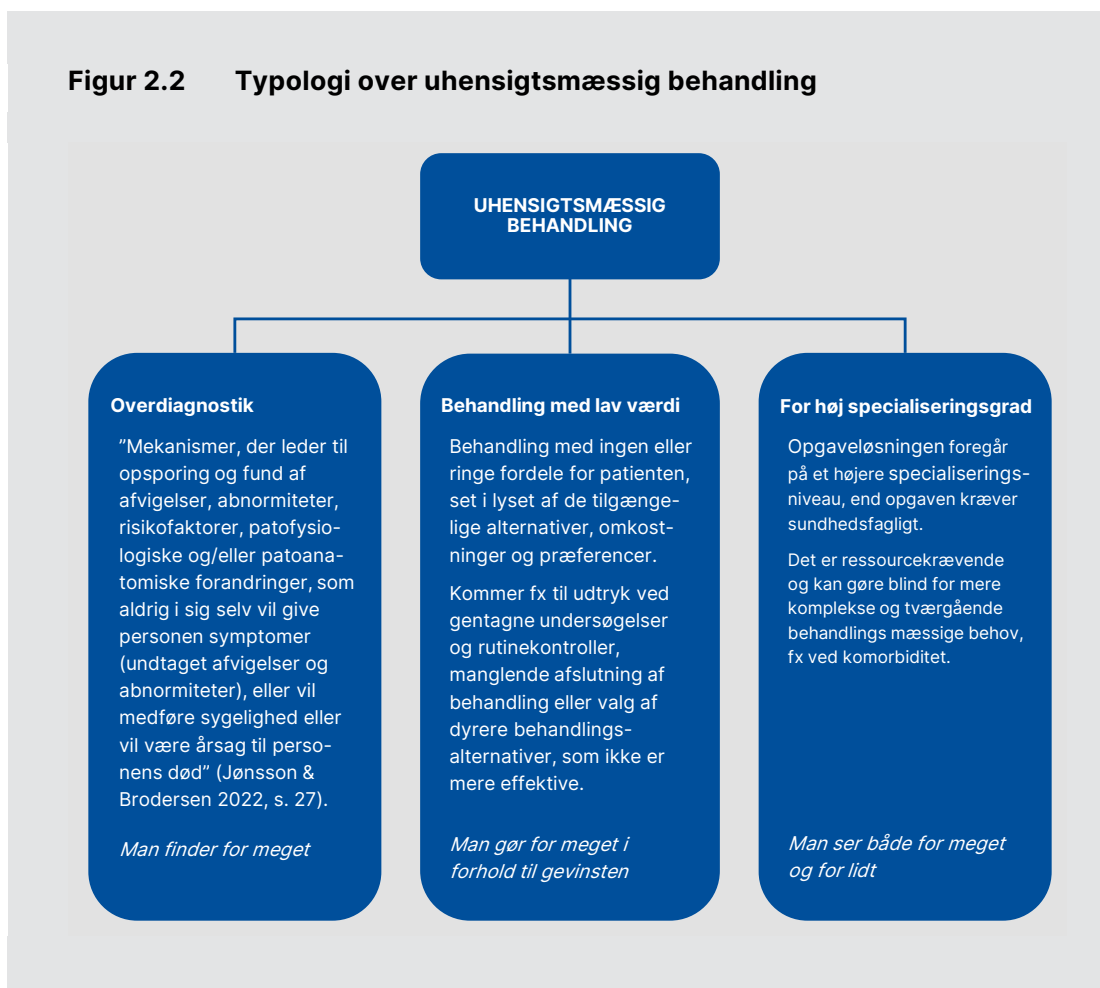 Figur 2.2 Typologi over uhensigtsmæssig behandling
UHENSIGTSMÆSSIG
BEHANDLING
Overdiagnostik
”Mekanismer, der leder til
opsporing og fund af
afvigelser, abnormiteter,
risikofaktorer, patofysio-
logiske og/eller patoana-
tomiske forandringer, som
aldrig i sig selv vil give
personen symptomer
(undtaget afvigelser og
abnormiteter), eller vil
medføre sygelighed eller
vil være årsag til perso-
nens død” (Jønsson &
Brodersen 2022, s. 27).
Man finder for meget
Behandling med lav værdi
Behandling med ingen eller
ringe fordele for patienten,
set i lyset af de tilgænge-
lige alternativer, omkost-
ninger og præferencer.
Kommer fx til udtryk ved
gentagne undersøgelser
og rutinekontroller,
manglende afslutning af
behandling eller valg af
dyrere behandlings-
alternativer, som ikke er
mere effektive.
Man gør for meget i
forhold til gevinsten
For høj specialiseringsgrad
Opgaveløsningen foregår
på et højere specialiserings-
niveau, end opgaven kræver
sundhedsfagligt.
Det er ressourcekrævende
og kan gøre blind for mere
komplekse og tværgående
behandlings mæssige behov,
fx ved komorbiditet.
Man ser både for meget
og for lidt